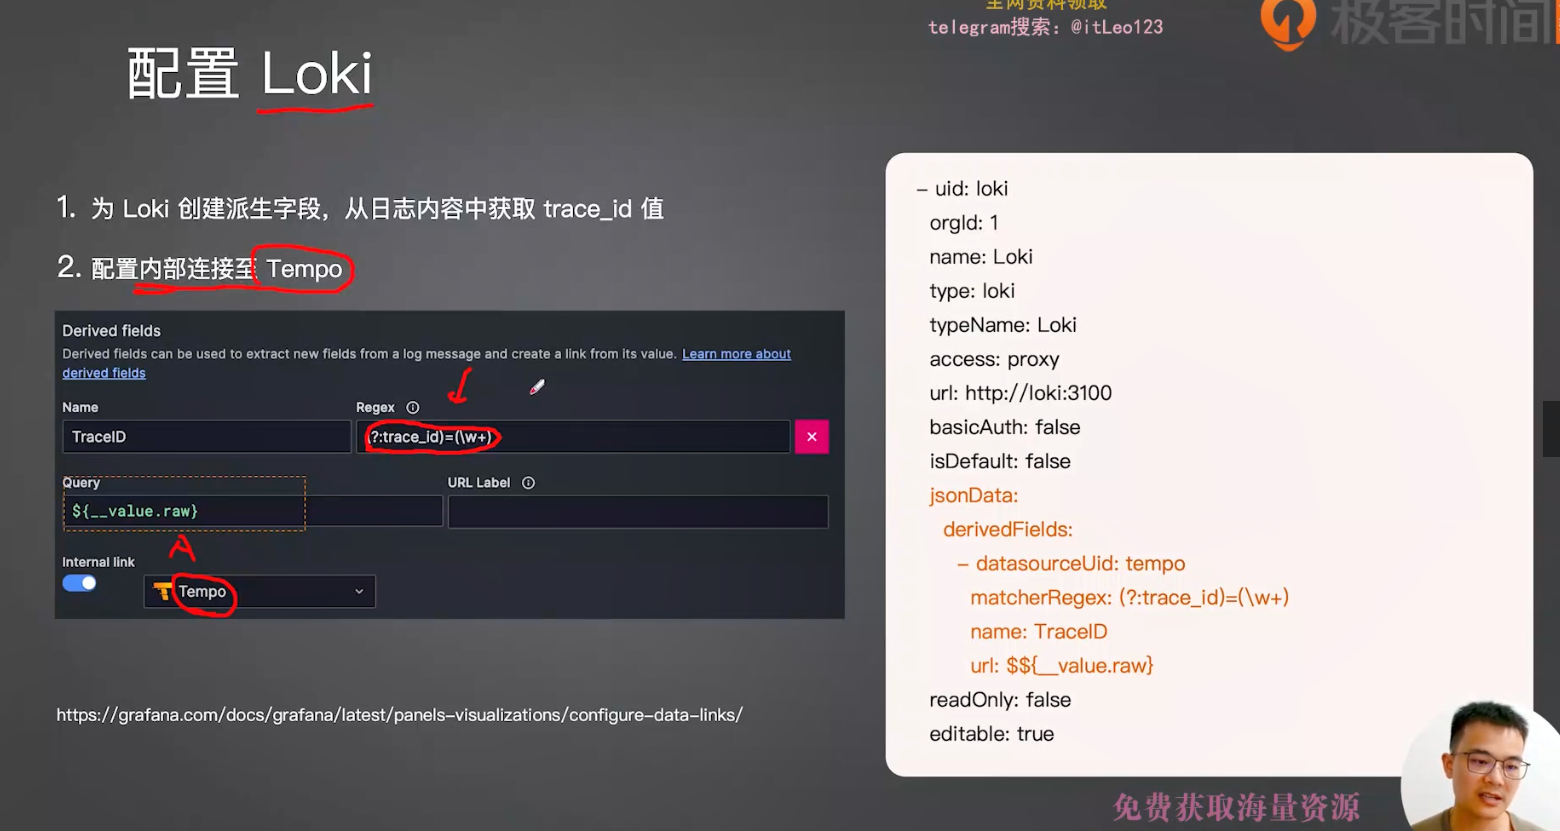 全网资料领取
telegram搜索：@itLeo123
极客时间
配置 Loki
1. 为 Loki 创建派生字段，从日志内容中获取 trace_id 值
2. 配置内部连接至 Tempo
Derived fields
Derived fields can be used to extract new fields from a log message and create a link from its value. Learn more about
derived fields
Name
Regex
TraceID
(?:trace_id)=(\w+)
Query
URL Label
${__value.raw}
Internal link
Tempo
https://grafana.com/docs/grafana/latest/panels-visualizations/configure-data-links/
– uid: loki
orgId: 1
name: Loki
type: loki
typeName: Loki
access: proxy
url: http://loki:3100
basicAuth: false
isDefault: false
jsonData:
derivedFields:
– datasourceUid: tempo
matcherRegex: (?:trace_id)=(\w+)
name: TraceID
url: $${__value.raw}
readOnly: false
editable: true
免费获取海量资源